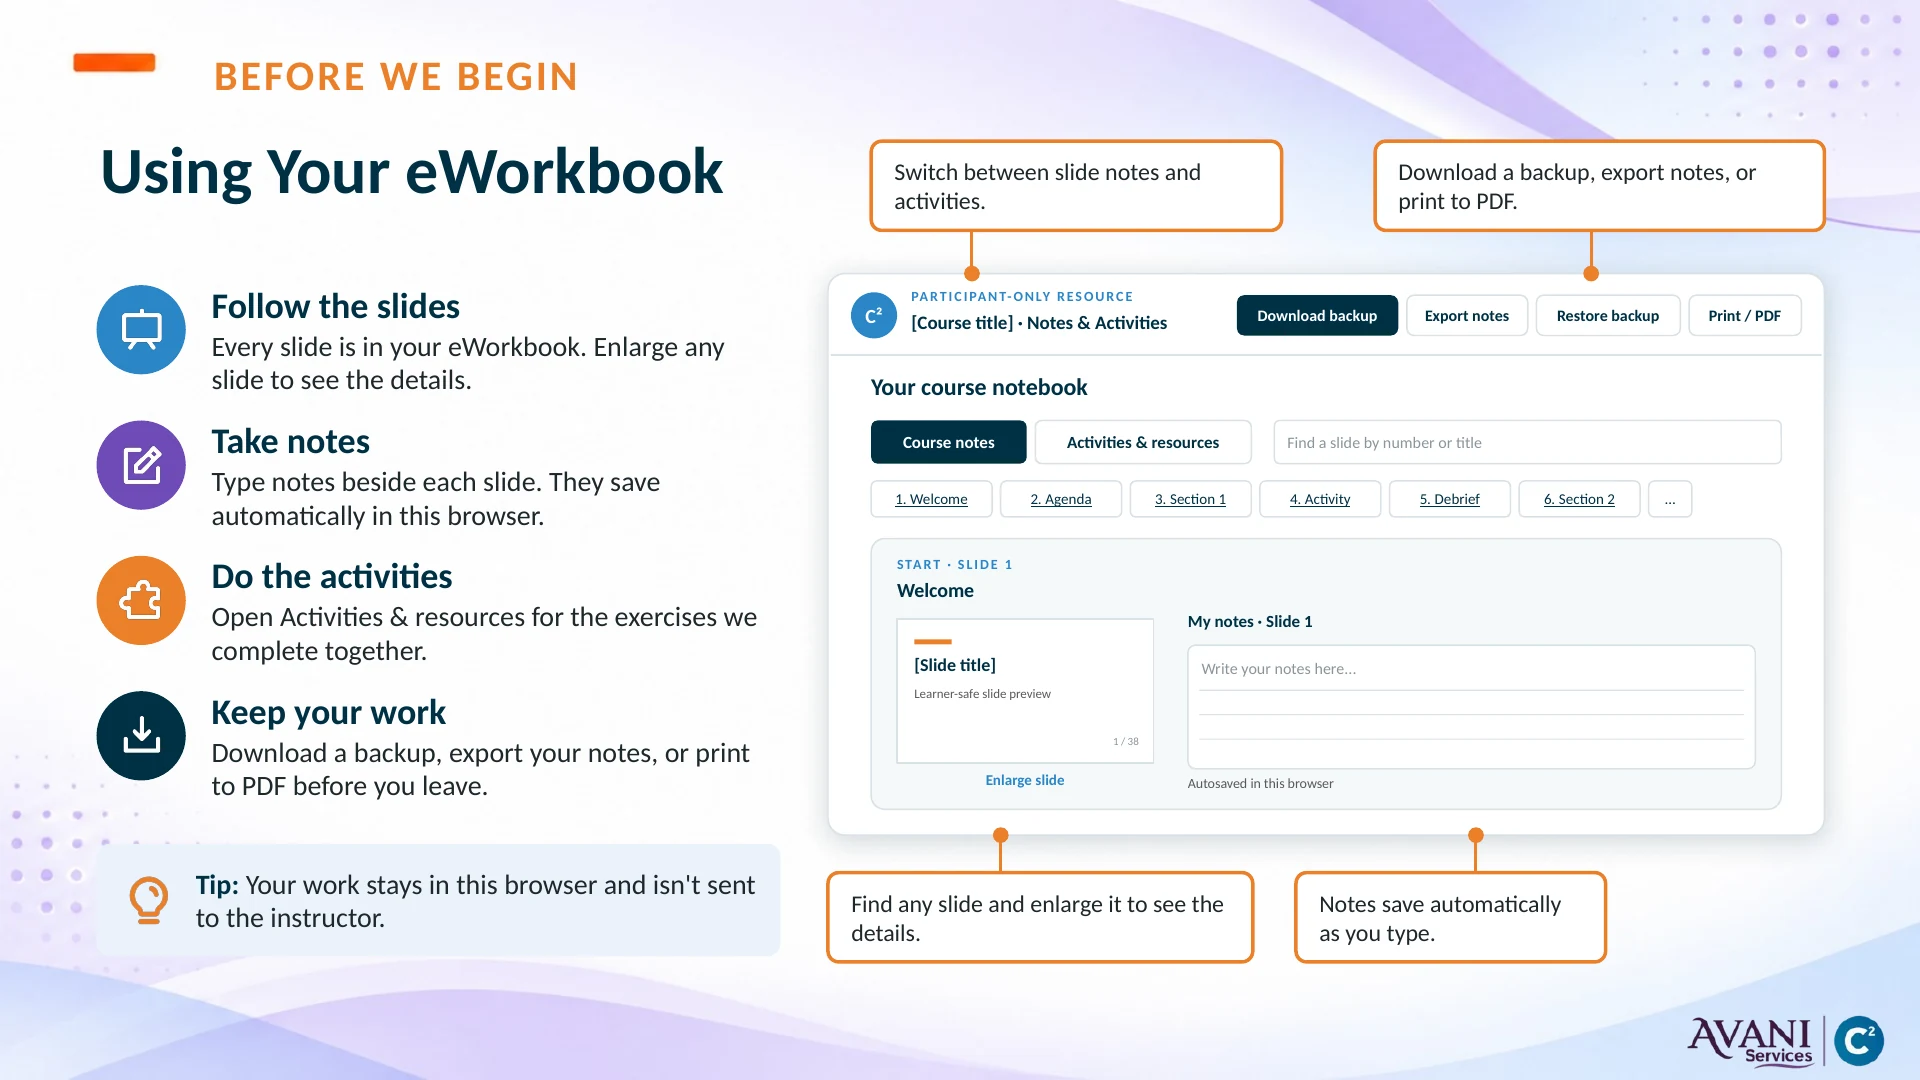 BEFORE WE BEGIN
Using Your eWorkbook
Follow the slides
Every slide is in your eWorkbook. Enlarge any
slide to see the details.
Take notes
Type notes beside each slide. They save
automatically in this browser.
Do the activities
Open Activities & resources for the exercises we
complete together.
Keep your work
Download a backup, export your notes, or print
to PDF before you leave.
Tip: Your work stays in this browser and isn't sent
to the instructor.
Switch between slide notes and
activities.
Download a backup, export notes, or
print to PDF.
C²
PARTICIPANT-ONLY RESOURCE
[Course title] · Notes & Activities
Download backup
Export notes
Restore backup
Print / PDF
Your course notebook
Course notes
Activities & resources
Find a slide by number or title
1. Welcome
2. Agenda
3. Section 1
4. Activity
5. Debrief
6. Section 2
...
START · SLIDE 1
Welcome
[Slide title]
Learner-safe slide preview
1 / 38
Enlarge slide
My notes · Slide 1
Write your notes here...
Autosaved in this browser
Find any slide and enlarge it to see the
details.
Notes save automatically
as you type.
AVANI
Services
C²